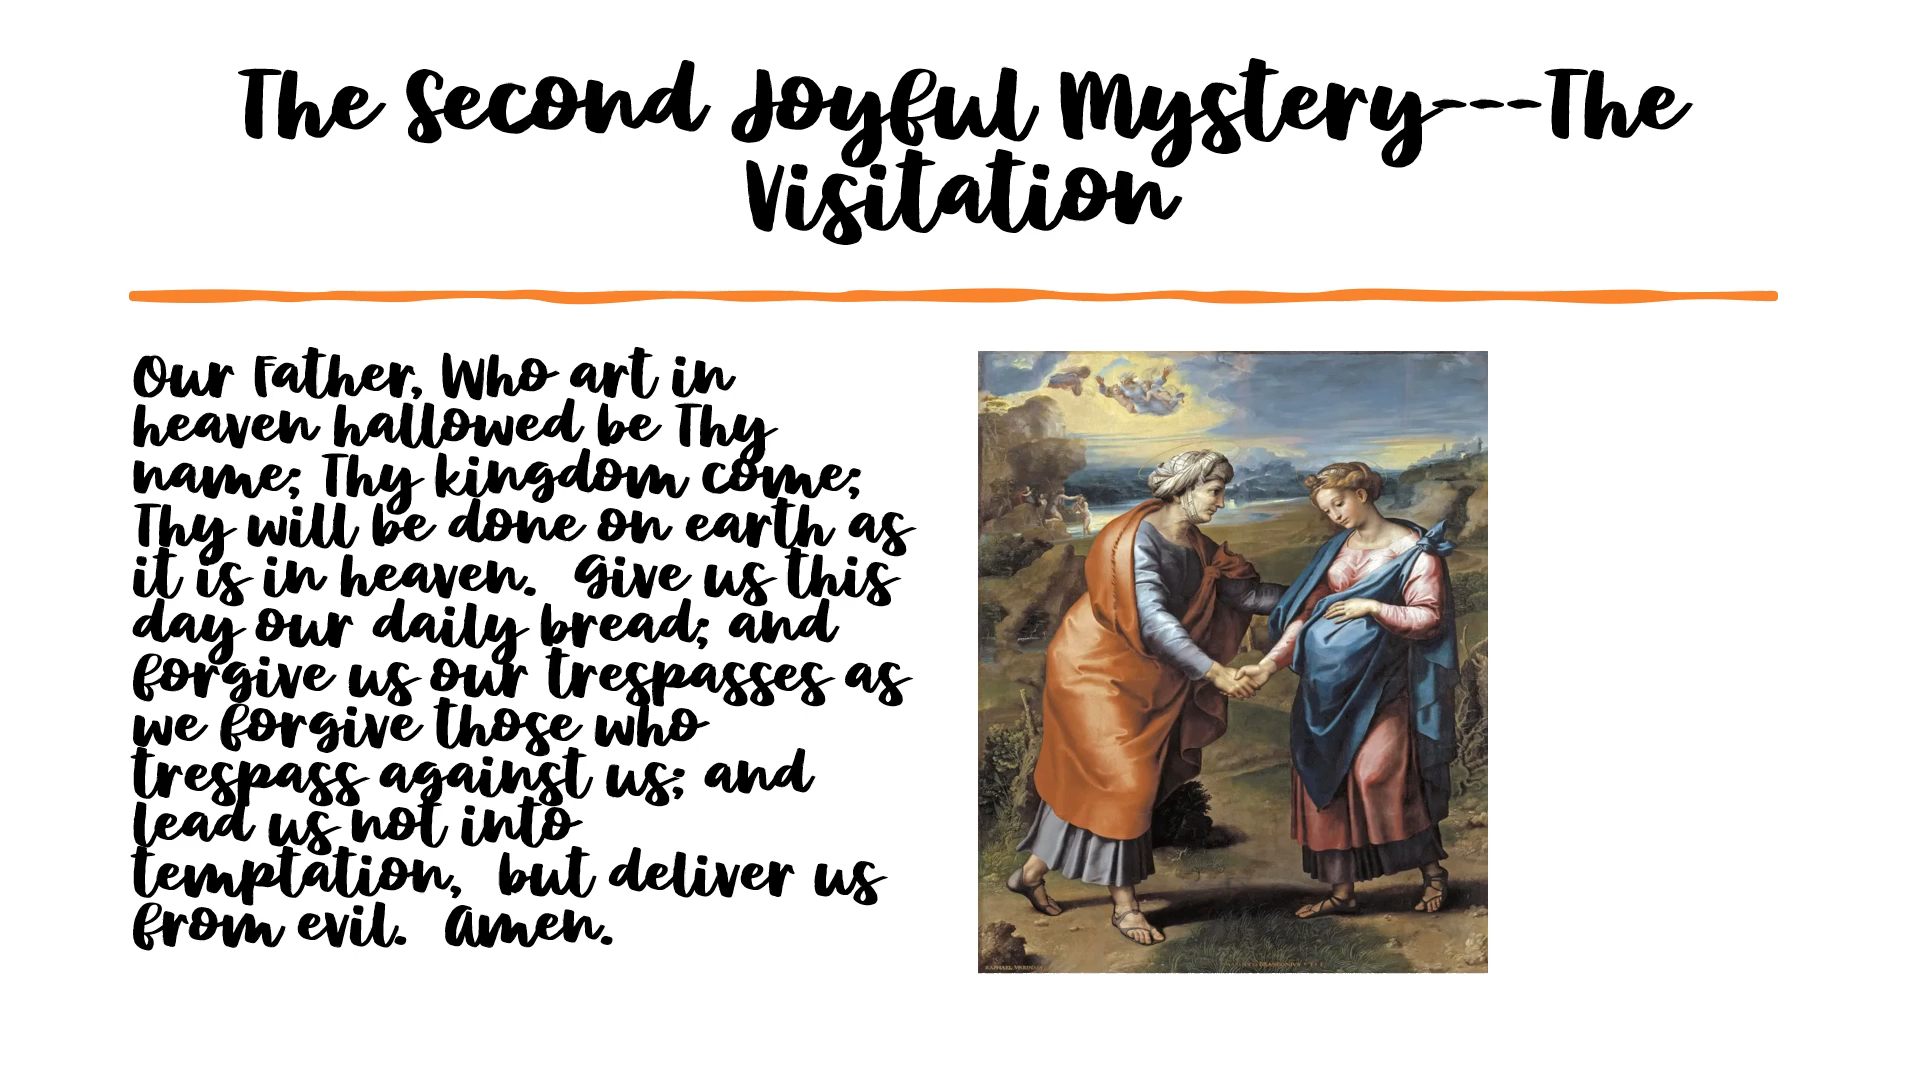 The Second Joyful Mystery---The
Visitation
Our Father, Who art in
heaven hallowed be Thy
name; Thy kingdom come;
Thy will be done on earth as
it is in heaven.  Give us this
day our daily bread; and
forgive us our trespasses as
we forgive those who
trespass against us; and
lead us not into
temptation,  but deliver us
from evil.  Amen.